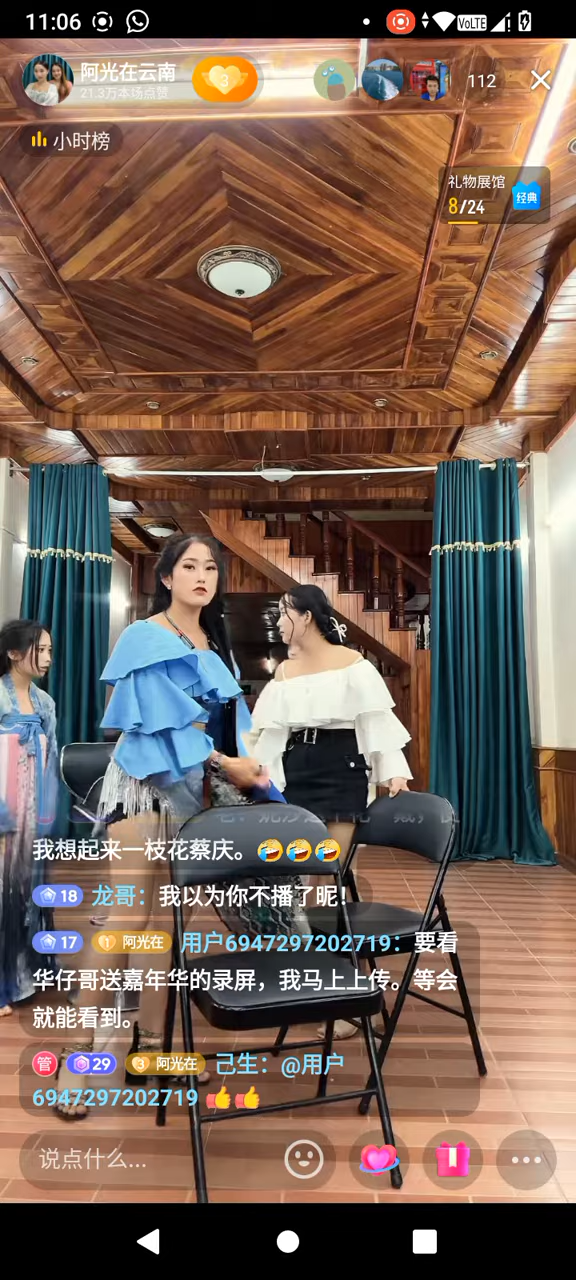 11:06
VoLTE
阿光在云南
21.3万本场点赞
3
112
小时榜
礼物展馆
8/24
经典
我想起来一枝花蔡庆。🤣🤣🤣
18 龙哥：我以为你不播了呢！
17 1 阿光在 用户6947297202719：要看
华仔哥送嘉年华的录屏，我马上上传。等会
就能看到。
管 29 3 阿光在 己生：@用户
6947297202719 👍👍
说点什么...